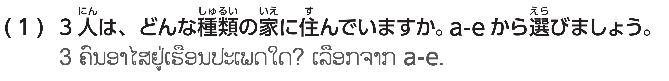 (1) 3人は、どんな種類の家に住んでいますか。a-eから選びましょう。
3 ຄົນອາໄສຢູ່ເຮືອນປະເພດໃດ? ເລືອກຈາກ a-e.